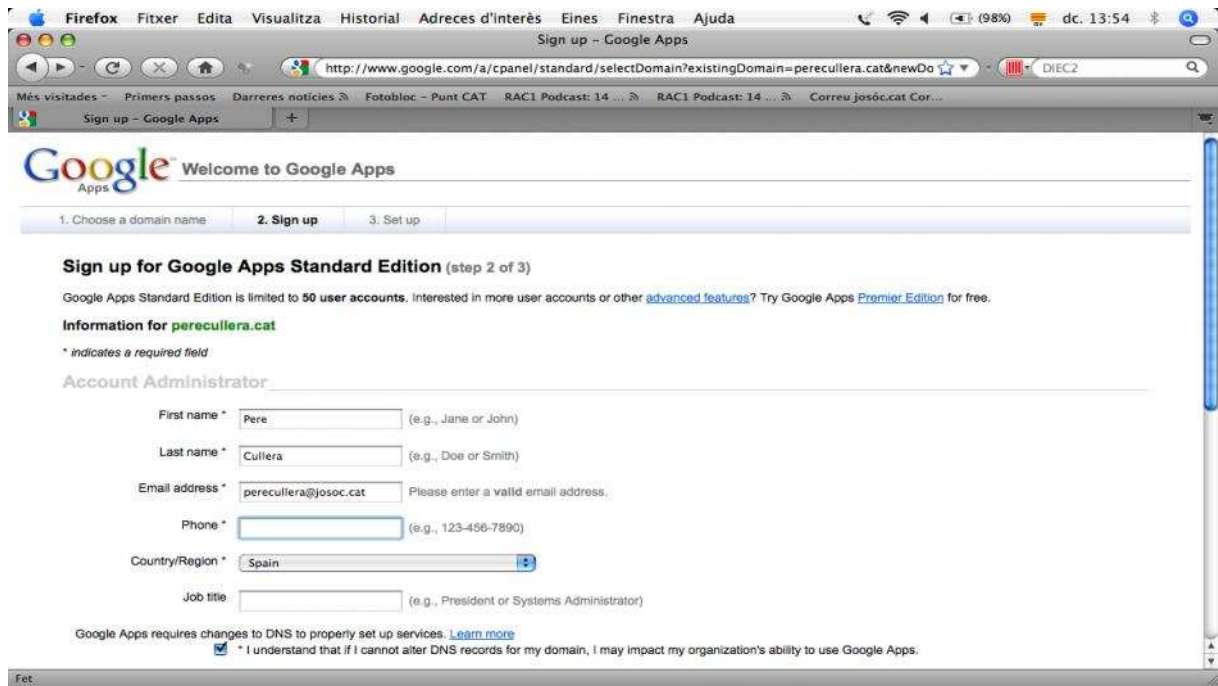 Firefox Fitxer Edita Visualitza Historial Adreces d'interès Eines Finestra Ajuda (98%) dc. 13:54
Sign up – Google Apps
http://www.google.com/a/cpanel/standard/selectDomain?existingDomain=perecullera.cat&newDo DIEC2
Més visitades Primers passos Darreres notícies Fotobloc – Punt CAT RAC1 Podcast: 14 ... RAC1 Podcast: 14 ... Correu josóc.cat Cor...
Sign up – Google Apps +
Google™ Apps Welcome to Google Apps
1. Choose a domain name 2. Sign up 3. Set up
Sign up for Google Apps Standard Edition (step 2 of 3)
Google Apps Standard Edition is limited to 50 user accounts. Interested in more user accounts or other advanced features? Try Google Apps Premier Edition for free.
Information for perecullera.cat
* indicates a required field
Account Administrator
First name * Pere (e.g., Jane or John)
Last name * Cullera (e.g., Doe or Smith)
Email address * perecullera@josoc.cat Please enter a valid email address.
Phone * (e.g., 123-456-7890)
Country/Region * Spain
Job title (e.g., President or Systems Administrator)
Google Apps requires changes to DNS to properly set up services. Learn more
* I understand that if I cannot alter DNS records for my domain, I may impact my organization's ability to use Google Apps.
Fet